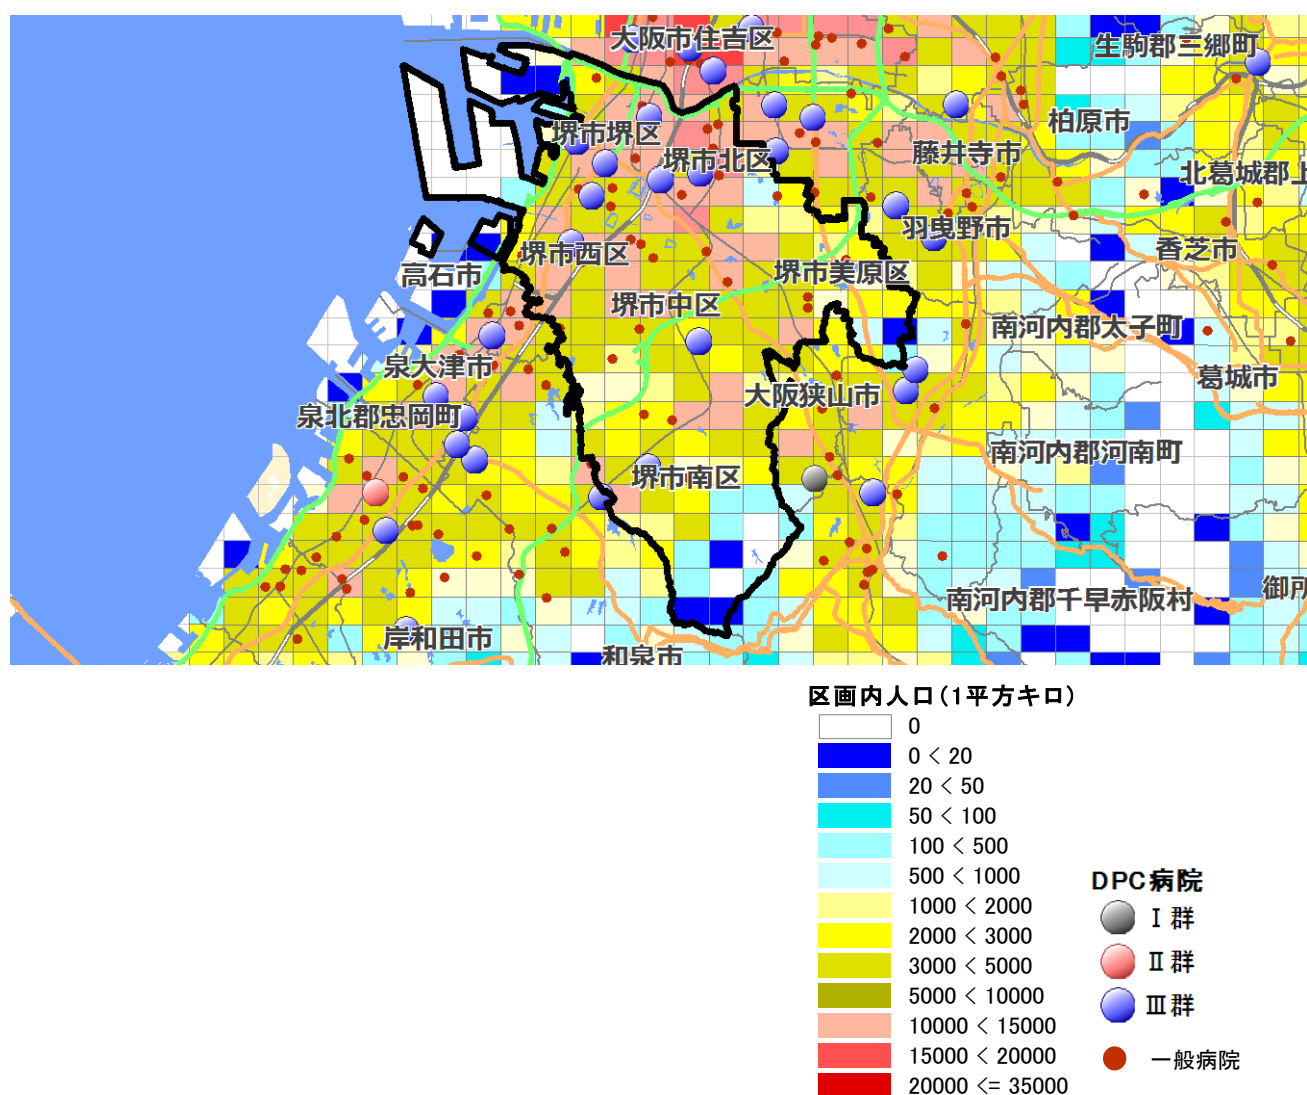 大阪市住吉区
生駒郡三郷町
柏原市
堺市堺区
堺市北区
藤井寺市
北葛城郡上
羽曳野市
堺市西区
香芝市
高石市
堺市美原区
堺市中区
南河内郡太子町
泉大津市
葛城市
大阪狭山市
泉北郡忠岡町
南河内郡河南町
堺市南区
御所
南河内郡千早赤阪村
岸和田市
和泉市
区画内人口(1平方キロ)
0
0 < 20
20 < 50
50 < 100
100 < 500
500 < 1000
1000 < 2000
2000 < 3000
3000 < 5000
5000 < 10000
10000 < 15000
15000 < 20000
20000 <= 35000
DPC病院
Ⅰ群
Ⅱ群
Ⅲ群
一般病院